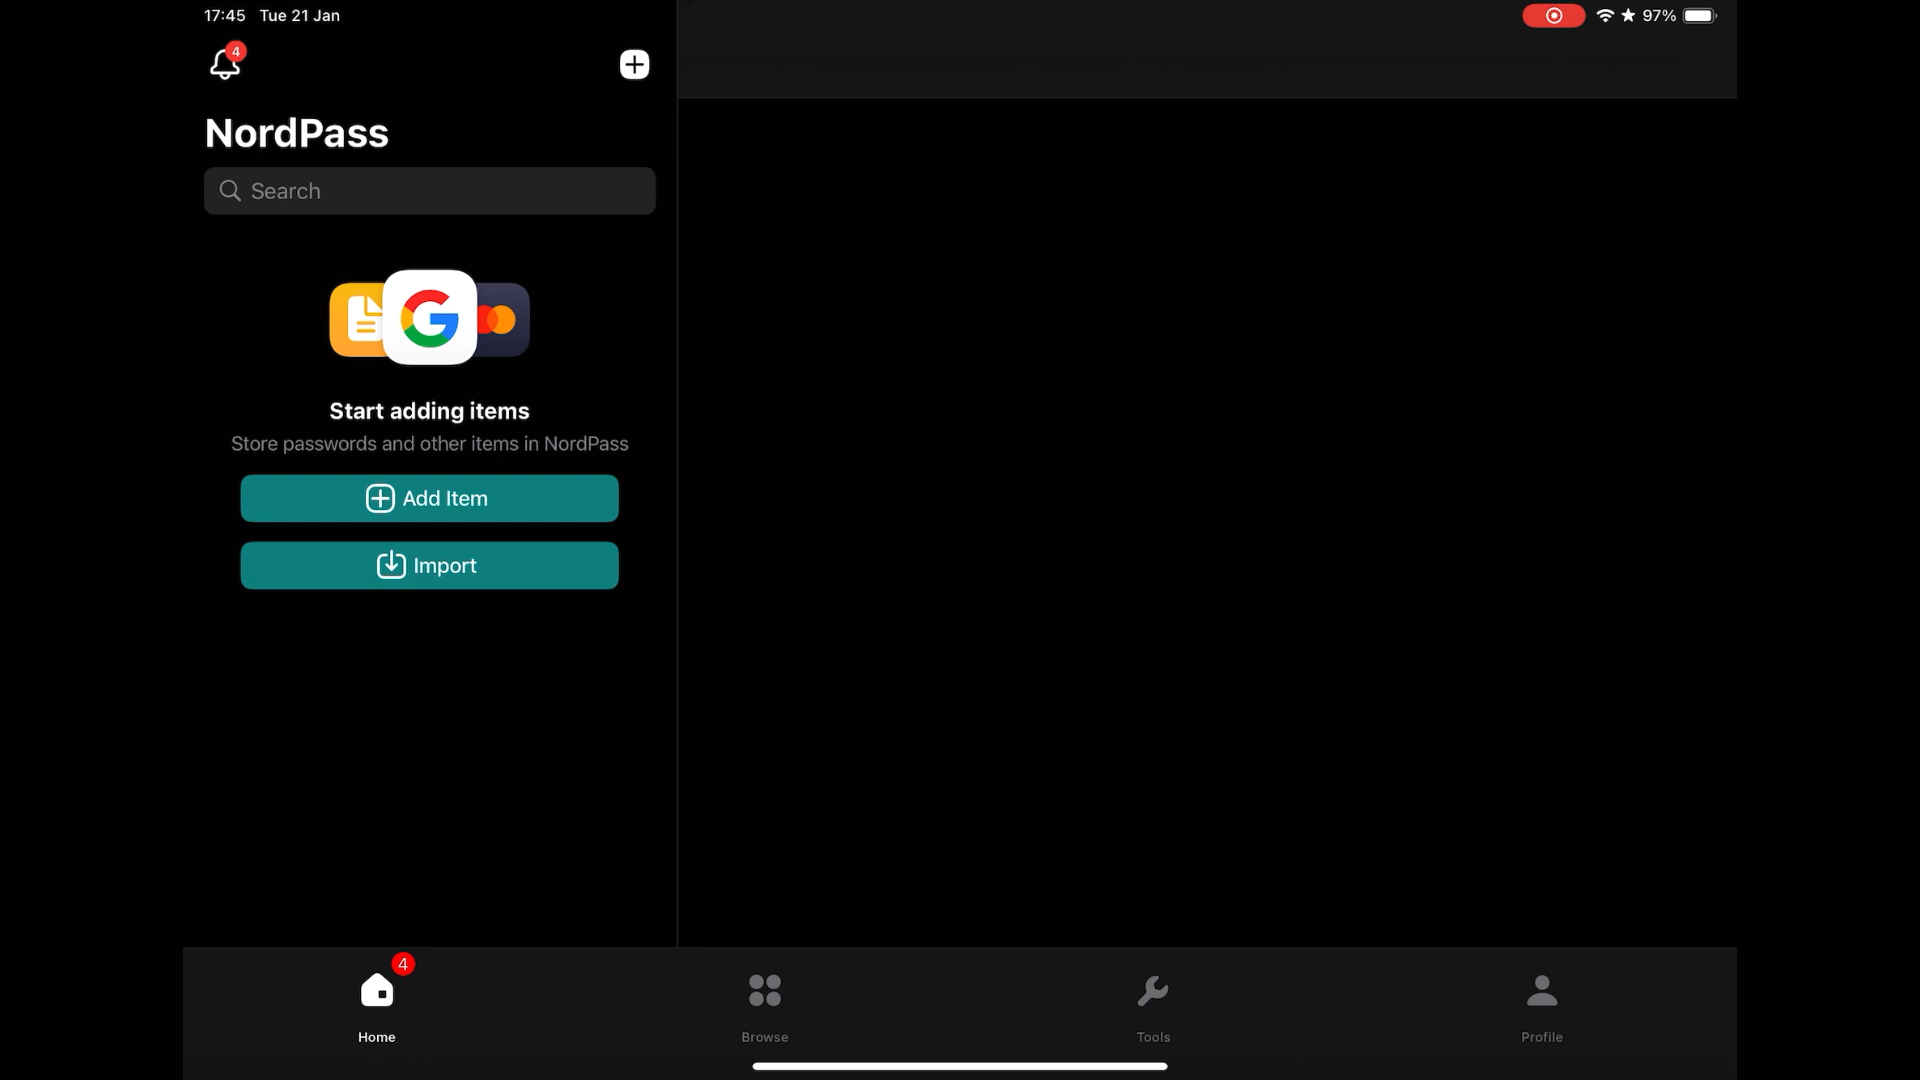 17:45 Tue 21 Jan
97%
4
NordPass
Search
Start adding items
Store passwords and other items in NordPass
Add Item
Import
4
Home
Browse
Tools
Profile